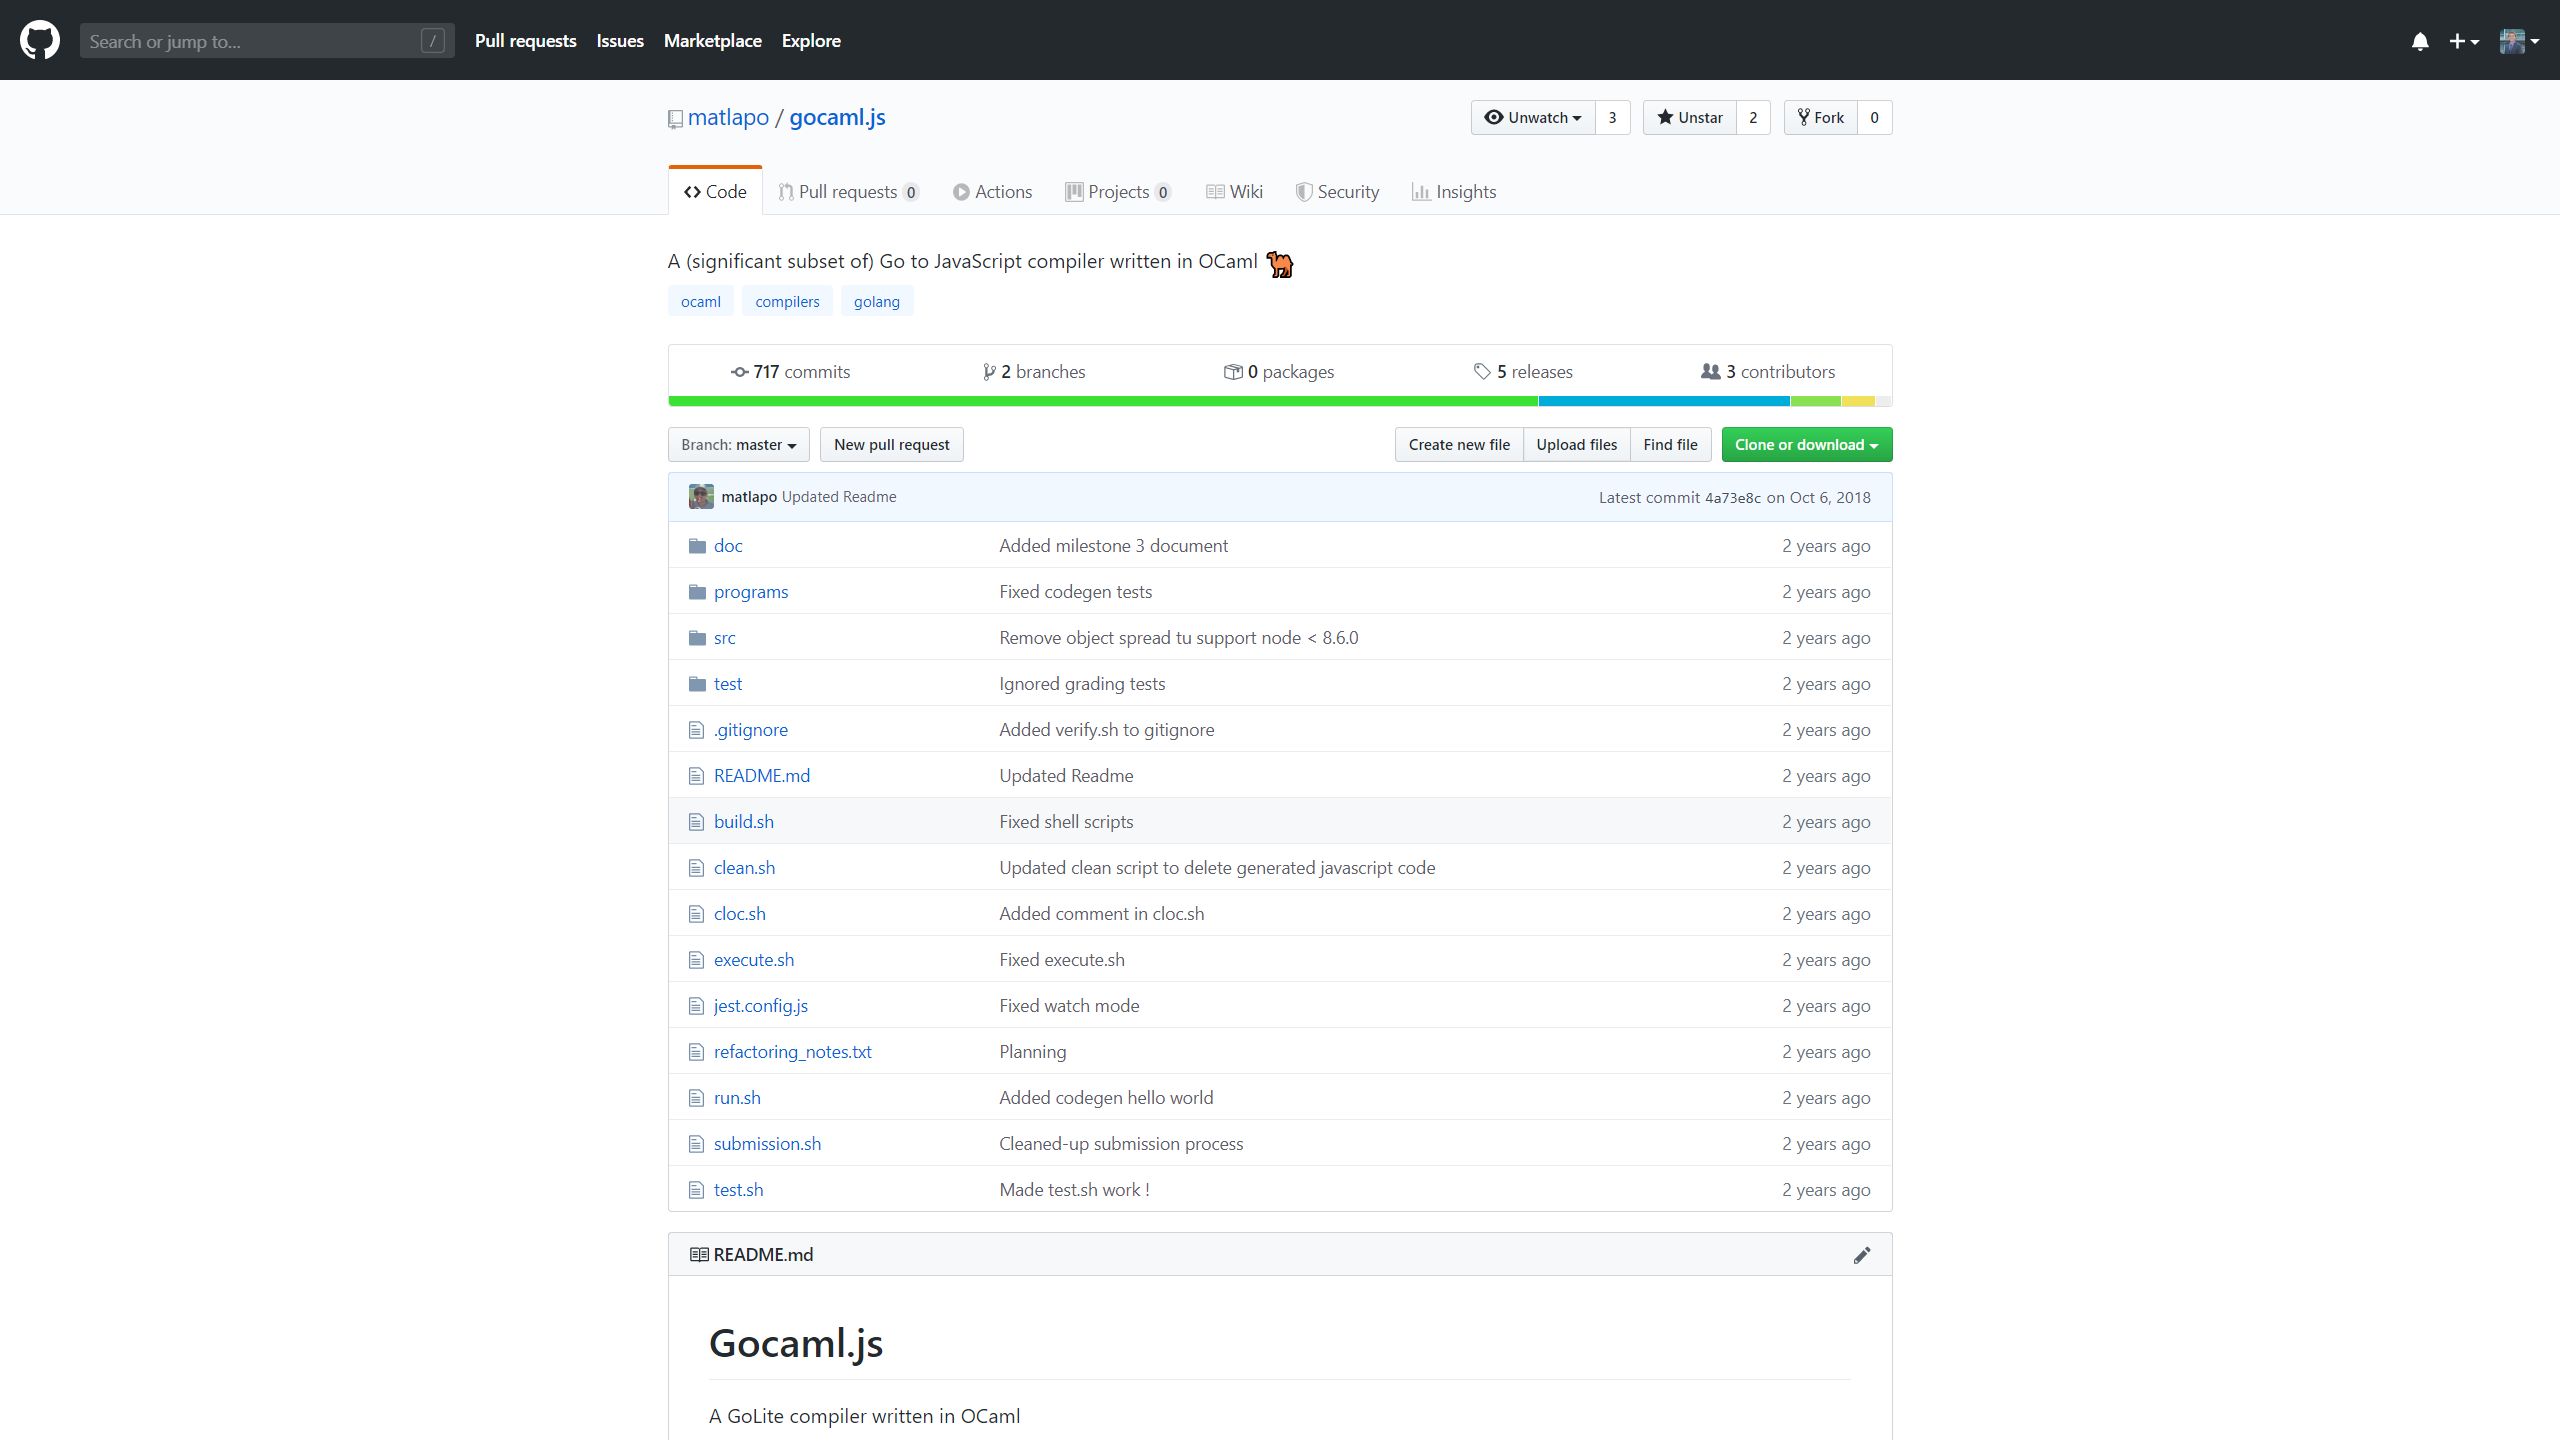 Search or jump to... /
Pull requests Issues Marketplace Explore
matlapo / gocaml.js
Unwatch 3 Unstar 2 Fork 0
Code Pull requests 0 Actions Projects 0 Wiki Security Insights
A (significant subset of) Go to JavaScript compiler written in OCaml
ocaml compilers golang
717 commits 2 branches 0 packages 5 releases 3 contributors
Branch: master New pull request Create new file Upload files Find file Clone or download
matlapo Updated Readme Latest commit 4a73e8c on Oct 6, 2018
doc Added milestone 3 document 2 years ago
programs Fixed codegen tests 2 years ago
src Remove object spread tu support node < 8.6.0 2 years ago
test Ignored grading tests 2 years ago
.gitignore Added verify.sh to gitignore 2 years ago
README.md Updated Readme 2 years ago
build.sh Fixed shell scripts 2 years ago
clean.sh Updated clean script to delete generated javascript code 2 years ago
cloc.sh Added comment in cloc.sh 2 years ago
execute.sh Fixed execute.sh 2 years ago
jest.config.js Fixed watch mode 2 years ago
refactoring_notes.txt Planning 2 years ago
run.sh Added codegen hello world 2 years ago
submission.sh Cleaned-up submission process 2 years ago
test.sh Made test.sh work ! 2 years ago
README.md
Gocaml.js
A GoLite compiler written in OCaml